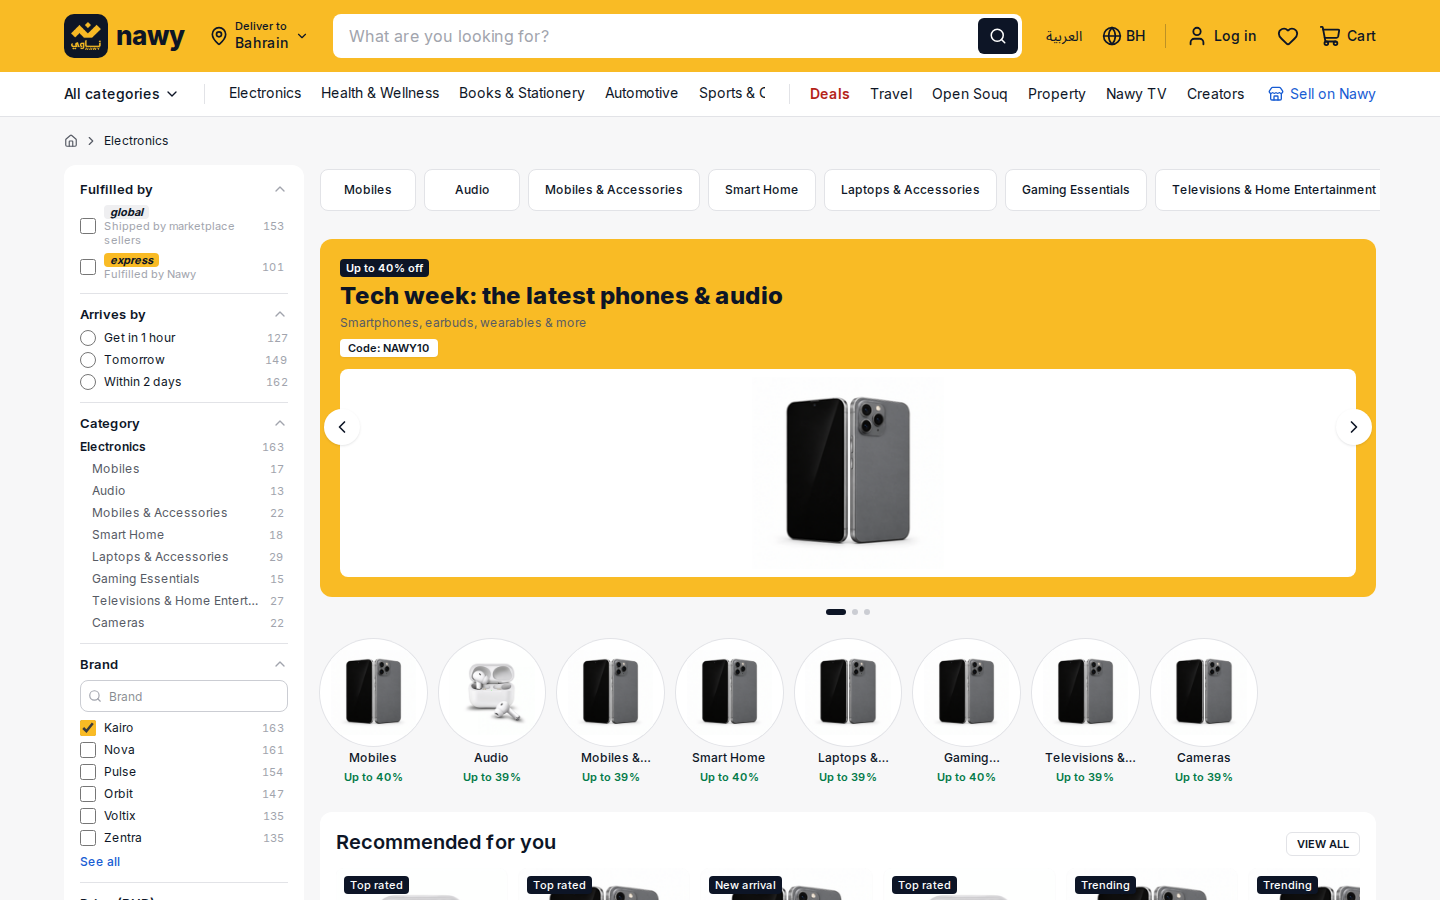 نـاوي
NAWY
nawy
Deliver to
Bahrain
What are you looking for?
العربية
BH
Log in
Cart
All categories
Electronics
Health & Wellness
Books & Stationery
Automotive
Sports &
Deals
Travel
Open Souq
Property
Nawy TV
Creators
Sell on Nawy
Electronics
Fulfilled by
global
Shipped by marketplace
sellers
153
express
Fulfilled by Nawy
101
Arrives by
Get in 1 hour
127
Tomorrow
149
Within 2 days
162
Category
Electronics
163
Mobiles
17
Audio
13
Mobiles & Accessories
22
Smart Home
18
Laptops & Accessories
29
Gaming Essentials
15
Televisions & Home Entert...
27
Cameras
22
Brand
Brand
Kairo
163
Nova
161
Pulse
154
Orbit
147
Voltix
135
Zentra
135
See all
Mobiles
Audio
Mobiles & Accessories
Smart Home
Laptops & Accessories
Gaming Essentials
Televisions & Home Entertainment
Up to 40% off
Tech week: the latest phones & audio
Smartphones, earbuds, wearables & more
Code: NAWY10
Mobiles
Up to 40%
Audio
Up to 39%
Mobiles &...
Up to 39%
Smart Home
Up to 40%
Laptops &...
Up to 39%
Gaming...
Up to 40%
Televisions &...
Up to 39%
Cameras
Up to 39%
Recommended for you
VIEW ALL
Top rated
Top rated
New arrival
Top rated
Trending
Trending